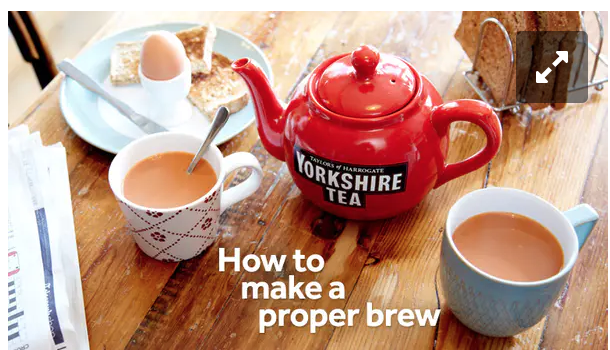 TAYLORS of HARROGATE
YORKSHIRE
TEA
How to
make a
proper brew